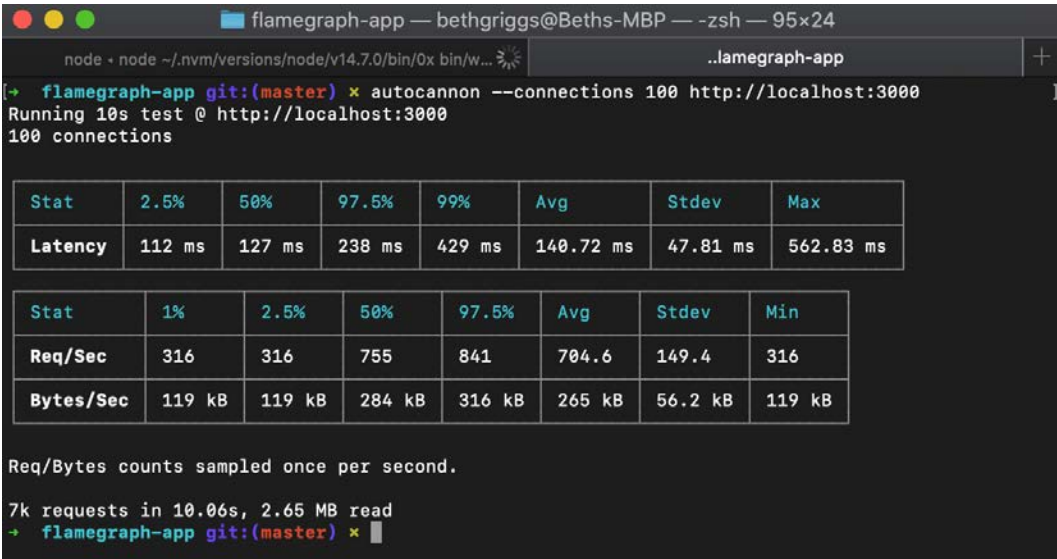 flamegraph-app — bethgriggs@Beths-MBP — -zsh — 95×24
node ◂ node ~/.nvm/versions/node/v14.7.0/bin/0x bin/w... ..lamegraph-app +
[→ flamegraph-app git:(master) × autocannon --connections 100 http://localhost:3000 ]
Running 10s test @ http://localhost:3000
100 connections
Stat 2.5% 50% 97.5% 99% Avg Stdev Max
Latency 112 ms 127 ms 238 ms 429 ms 140.72 ms 47.81 ms 562.83 ms
Stat 1% 2.5% 50% 97.5% Avg Stdev Min
Req/Sec 316 316 755 841 704.6 149.4 316
Bytes/Sec 119 kB 119 kB 284 kB 316 kB 265 kB 56.2 kB 119 kB
Req/Bytes counts sampled once per second.
7k requests in 10.06s, 2.65 MB read
→ flamegraph-app git:(master) ×